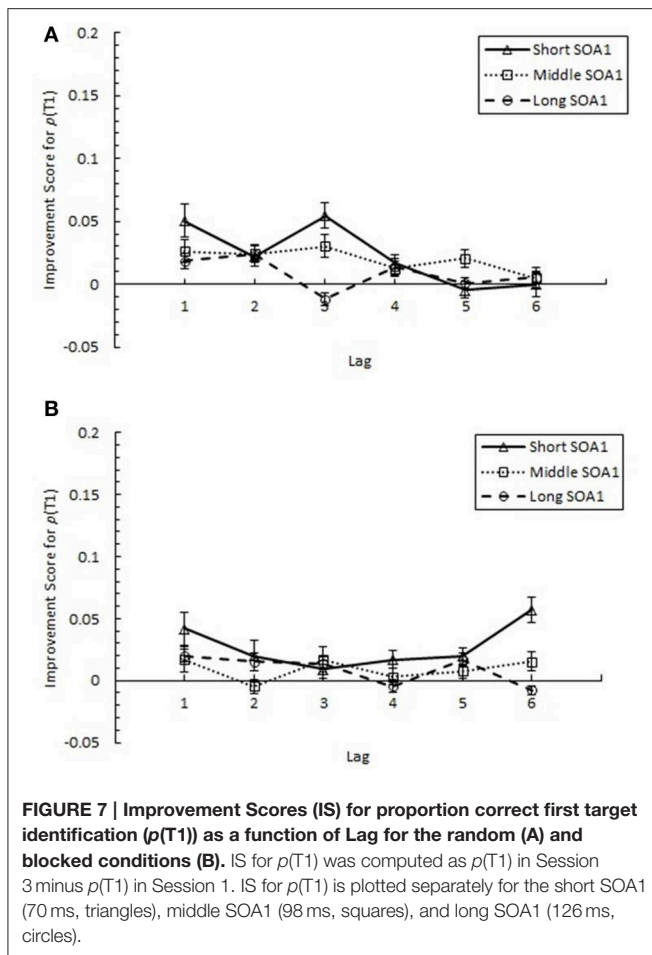 A
0.2
0.15
0.1
0.05
0
-0.05
Improvement Score for p(T1)
Short SOA1
Middle SOA1
Long SOA1
1 2 3 4 5 6
Lag
B
0.2
0.15
0.1
0.05
0
-0.05
Improvement Score for p(T1)
Short SOA1
Middle SOA1
Long SOA1
1 2 3 4 5 6
Lag
FIGURE 7 | Improvement Scores (IS) for proportion correct first target
identification (p(T1)) as a function of Lag for the random (A) and
blocked conditions (B). IS for p(T1) was computed as p(T1) in Session
3 minus p(T1) in Session 1. IS for p(T1) is plotted separately for the short SOA1
(70 ms, triangles), middle SOA1 (98 ms, squares), and long SOA1 (126 ms,
circles).